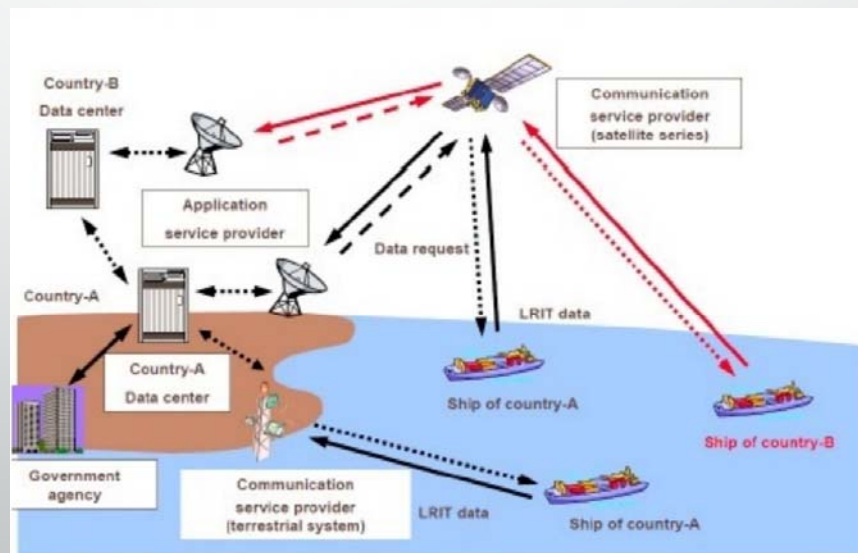 Country-B
Data center
Communication
service provider
(satellite series)
Application
service provider
Data request
Country-A
LRIT data
Country-A
Data center
Ship of country-A
Ship of country-B
Government
agency
Communication
service provider
(terrestrial system)
LRIT data
Ship of country-A